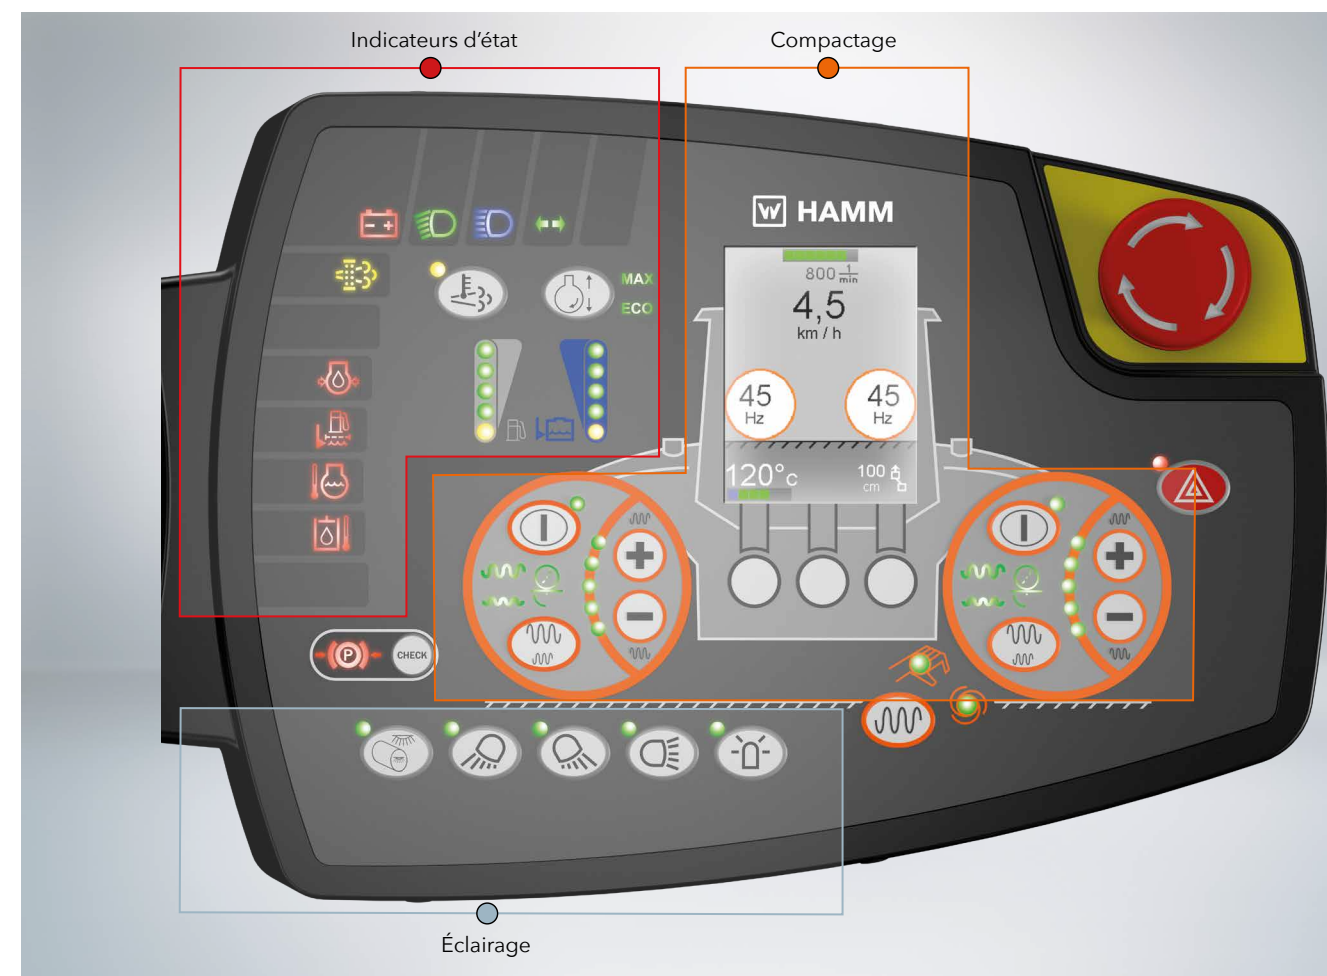 Indicateurs d'état
Compactage
HAMM
800 1/min
4,5
km / h
MAX
ECO
45
Hz
45
Hz
120°c
100
cm
P
CHECK
Éclairage